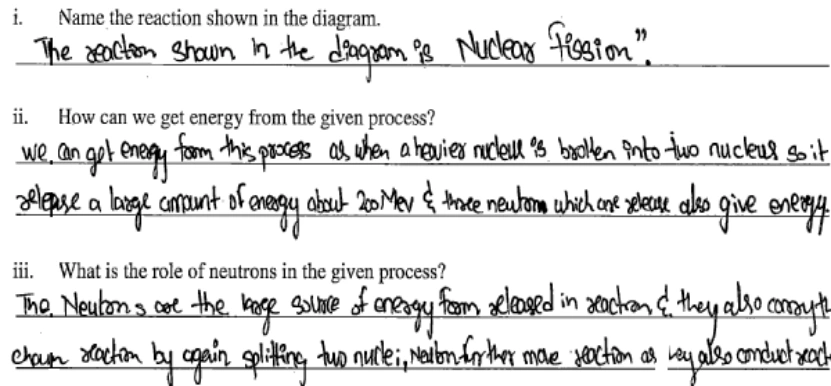 i. Name the reaction shown in the diagram.
The reaction shown in the diagram is Nuclear Fission".
ii. How can we get energy from the given process?
we can get energy from this process as when a heavier nucleus is broken into two nucleus so it
release a large amount of energy about 200 Mev & three neutrons which are release also give energy.
iii. What is the role of neutrons in the given process?
The Neutrons are the large source of energy from released in reaction & they also carry
chain reaction by again splitting two nuclei, Neutron further move reaction as they also conduct